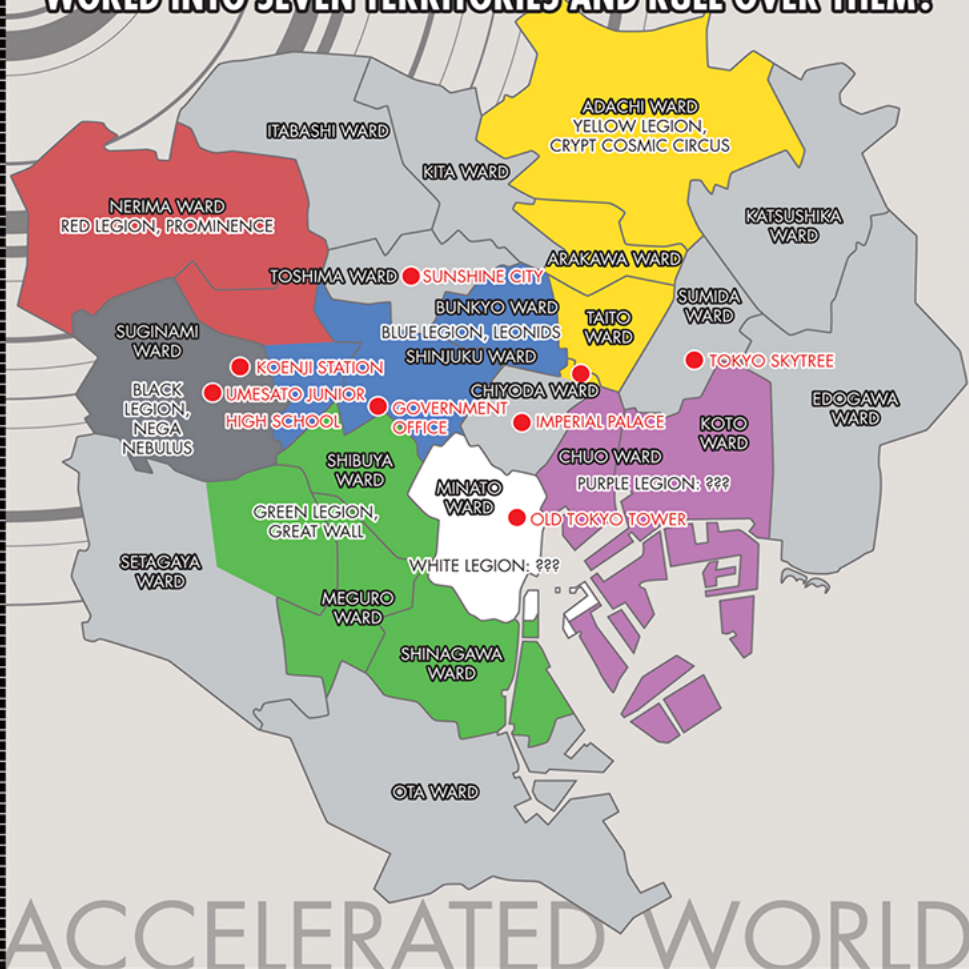 WORLD INTO SEVEN TERRITORIES AND RULE OVER THEM!
ADACHI WARD
YELLOW LEGION,
CRYPT COSMIC CIRCUS
ITABASHI WARD
KITA WARD
NERIMA WARD
RED LEGION, PROMINENCE
KATSUSHIKA
WARD
ARAKAWA WARD
TOSHIMA WARD
SUNSHINE CITY
BUNKYO WARD
SUMIDA
WARD
TAITO
WARD
SUGINAMI
WARD
BLUE LEGION, LEONIDS
SHINJUKU WARD
KOENJI STATION
TOKYO SKYTREE
BLACK
LEGION,
NEGA
NEBULUS
UMESATO JUNIOR
HIGH SCHOOL
CHIYODA WARD
GOVERNMENT
OFFICE
IMPERIAL PALACE
EDOGAWA
WARD
KOTO
WARD
CHUO WARD
PURPLE LEGION: ???
SHIBUYA
WARD
MINATO
WARD
GREEN LEGION,
GREAT WALL
OLD TOKYO TOWER
WHITE LEGION: ???
SETAGAYA
WARD
MEGURO
WARD
SHINAGAWA
WARD
OTA WARD
ACCELERATED WORLD